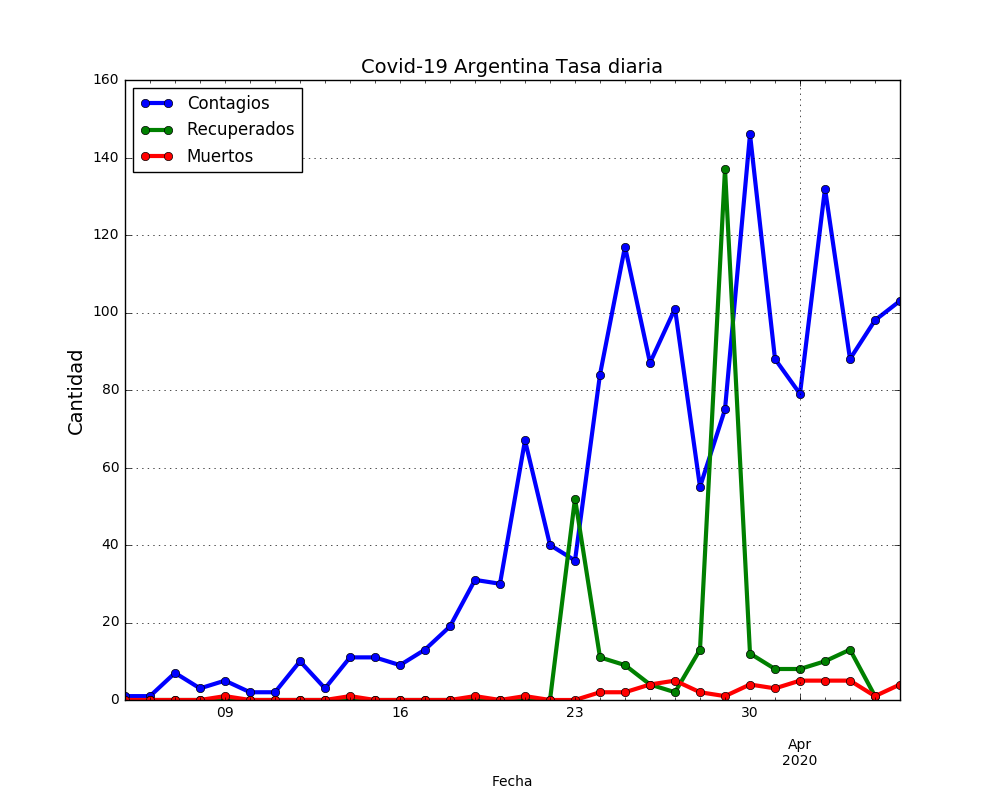 Covid-19 Argentina Tasa diaria
160
140
120
100
80
60
40
20
0
Cantidad
Contagios
Recuperados
Muertos
09
16
23
30
Apr
2020
Fecha